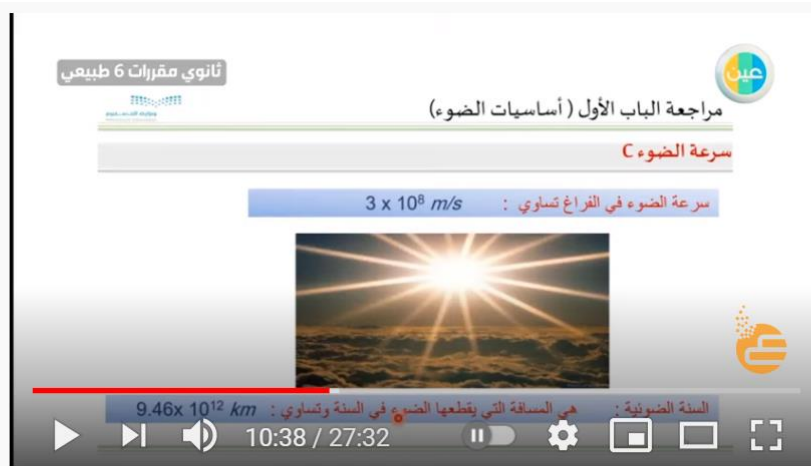 ثانوي مقررات 6 طبيعي
عين
مراجعة الباب الأول ( أساسيات الضوء)
سرعة الضوء C
سرعة الضوء في الفراغ تساوي : 3 x 10⁸ m/s
السنة الضوئية : هي المسافة التي يقطعها الضوء في السنة وتساوي : 9.46x 10¹² km
10:38 / 27:32